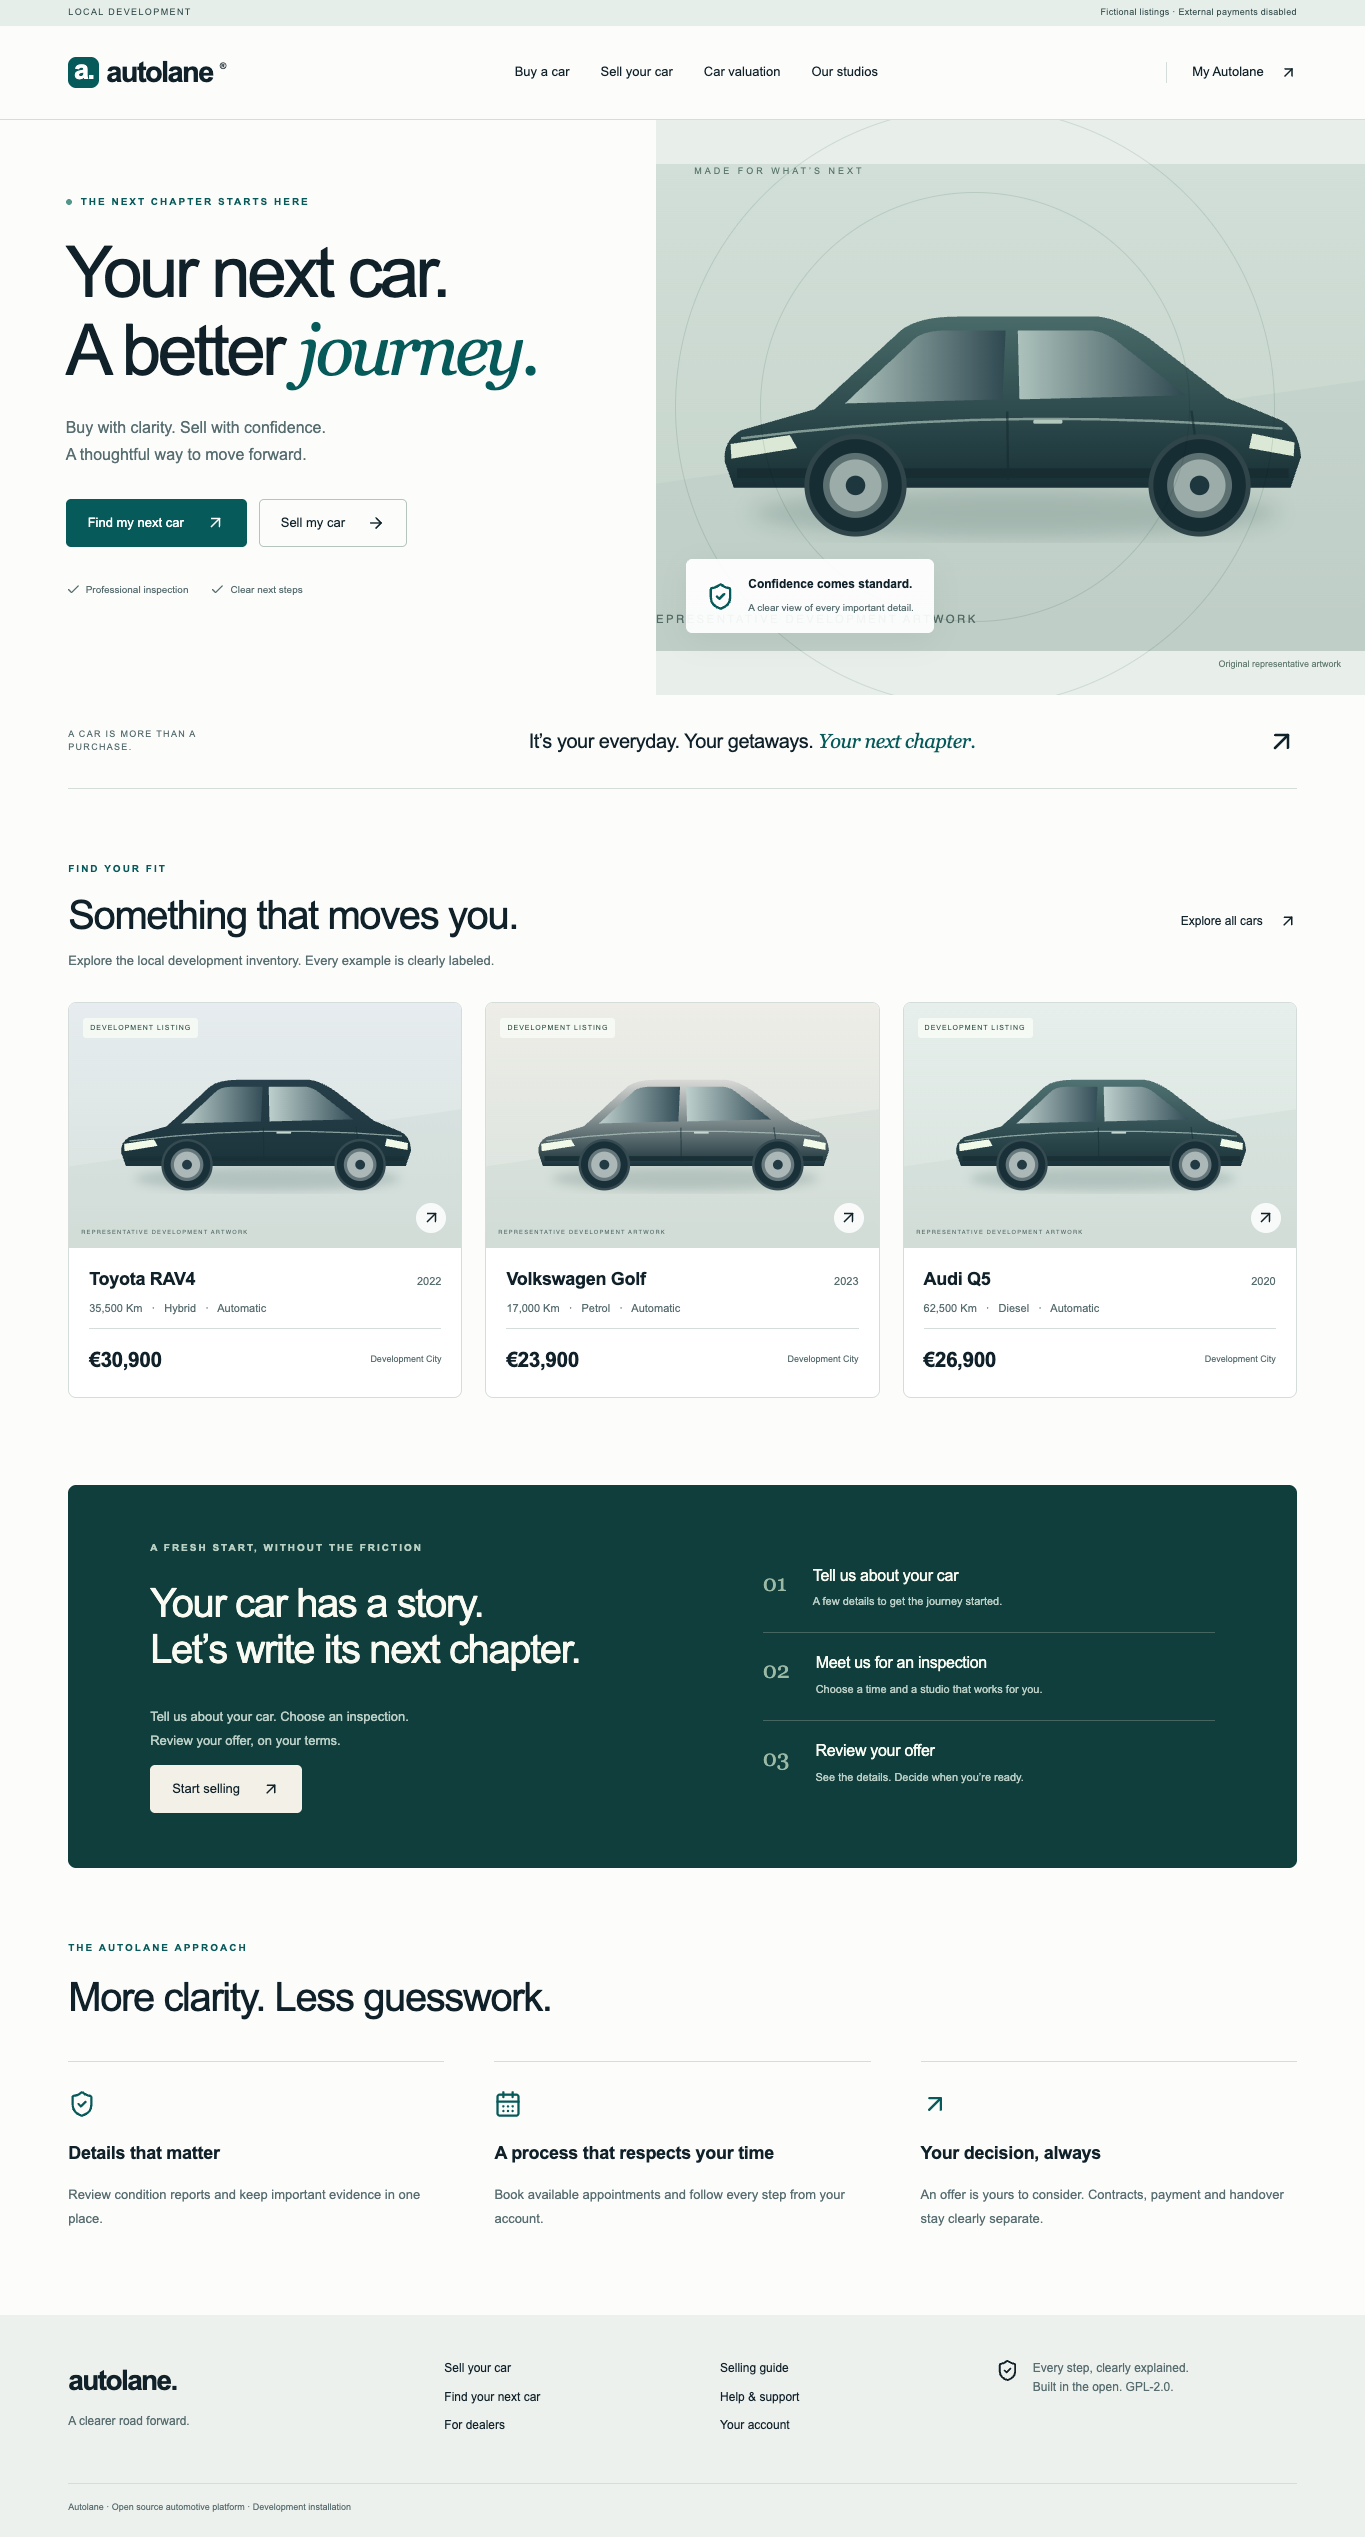 LOCAL DEVELOPMENT
Fictional listings · External payments disabled
a. autolane ®
Buy a car
Sell your car
Car valuation
Our studios
My Autolane
THE NEXT CHAPTER STARTS HERE
Your next car.
A better journey.
Buy with clarity. Sell with confidence.
A thoughtful way to move forward.
Find my next car
Sell my car
Professional inspection
Clear next steps
MADE FOR WHAT'S NEXT
Confidence comes standard.
A clear view of every important detail.
EPRESENTATIVE DEVELOPMENT ARTWORK
Original representative artwork
A CAR IS MORE THAN A
PURCHASE.
It’s your everyday. Your getaways. Your next chapter.
FIND YOUR FIT
Something that moves you.
Explore all cars
Explore the local development inventory. Every example is clearly labeled.
DEVELOPMENT LISTING
REPRESENTATIVE DEVELOPMENT ARTWORK
Toyota RAV4
2022
35,500 Km · Hybrid · Automatic
€30,900
Development City
DEVELOPMENT LISTING
REPRESENTATIVE DEVELOPMENT ARTWORK
Volkswagen Golf
2023
17,000 Km · Petrol · Automatic
€23,900
Development City
DEVELOPMENT LISTING
REPRESENTATIVE DEVELOPMENT ARTWORK
Audi Q5
2020
62,500 Km · Diesel · Automatic
€26,900
Development City
A FRESH START, WITHOUT THE FRICTION
Your car has a story.
Let’s write its next chapter.
Tell us about your car. Choose an inspection.
Review your offer, on your terms.
Start selling
01
Tell us about your car
A few details to get the journey started.
02
Meet us for an inspection
Choose a time and a studio that works for you.
03
Review your offer
See the details. Decide when you’re ready.
THE AUTOLANE APPROACH
More clarity. Less guesswork.
Details that matter
Review condition reports and keep important evidence in one
place.
A process that respects your time
Book available appointments and follow every step from your
account.
Your decision, always
An offer is yours to consider. Contracts, payment and handover
stay clearly separate.
autolane.
A clearer road forward.
Sell your car
Find your next car
For dealers
Selling guide
Help & support
Your account
Every step, clearly explained.
Built in the open. GPL-2.0.
Autolane · Open source automotive platform · Development installation